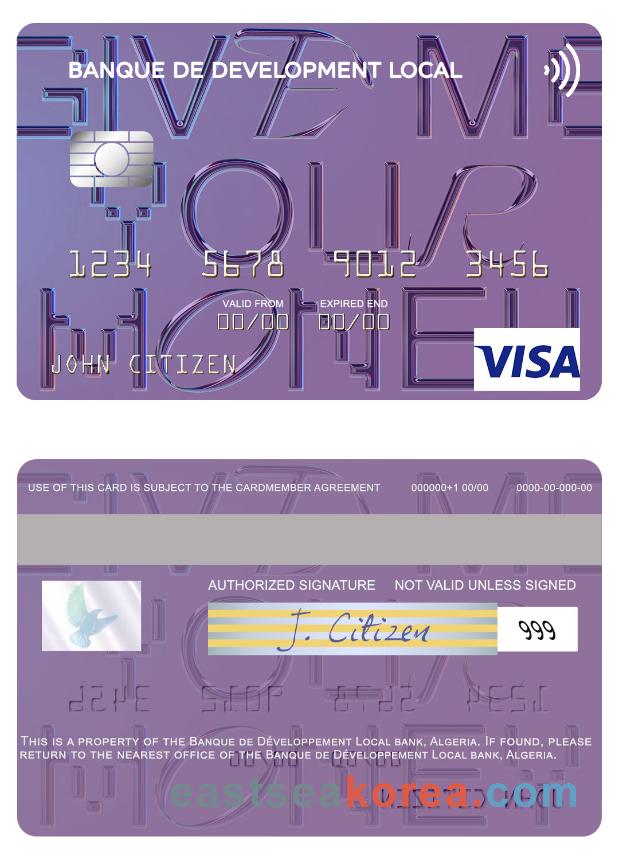 GIVE ME
BANQUE DE DEVELOPMENT LOCAL
YOUR
1234 5678 9012 3456
MONEY
VALID FROM EXPIRED END
00/00 00/00
JOHN CITIZEN
VISA
USE OF THIS CARD IS SUBJECT TO THE CARDMEMBER AGREEMENT 000000+1 00/00 0000-00-000-00
AUTHORIZED SIGNATURE NOT VALID UNLESS SIGNED
J. Citizen 999
THIS IS A PROPERTY OF THE BANQUE DE DÉVELOPPEMENT LOCAL BANK, ALGERIA. IF FOUND, PLEASE
RETURN TO THE NEAREST OFFICE OF THE BANQUE DE DÉVELOPPEMENT LOCAL BANK, ALGERIA.
eastseakorea.com